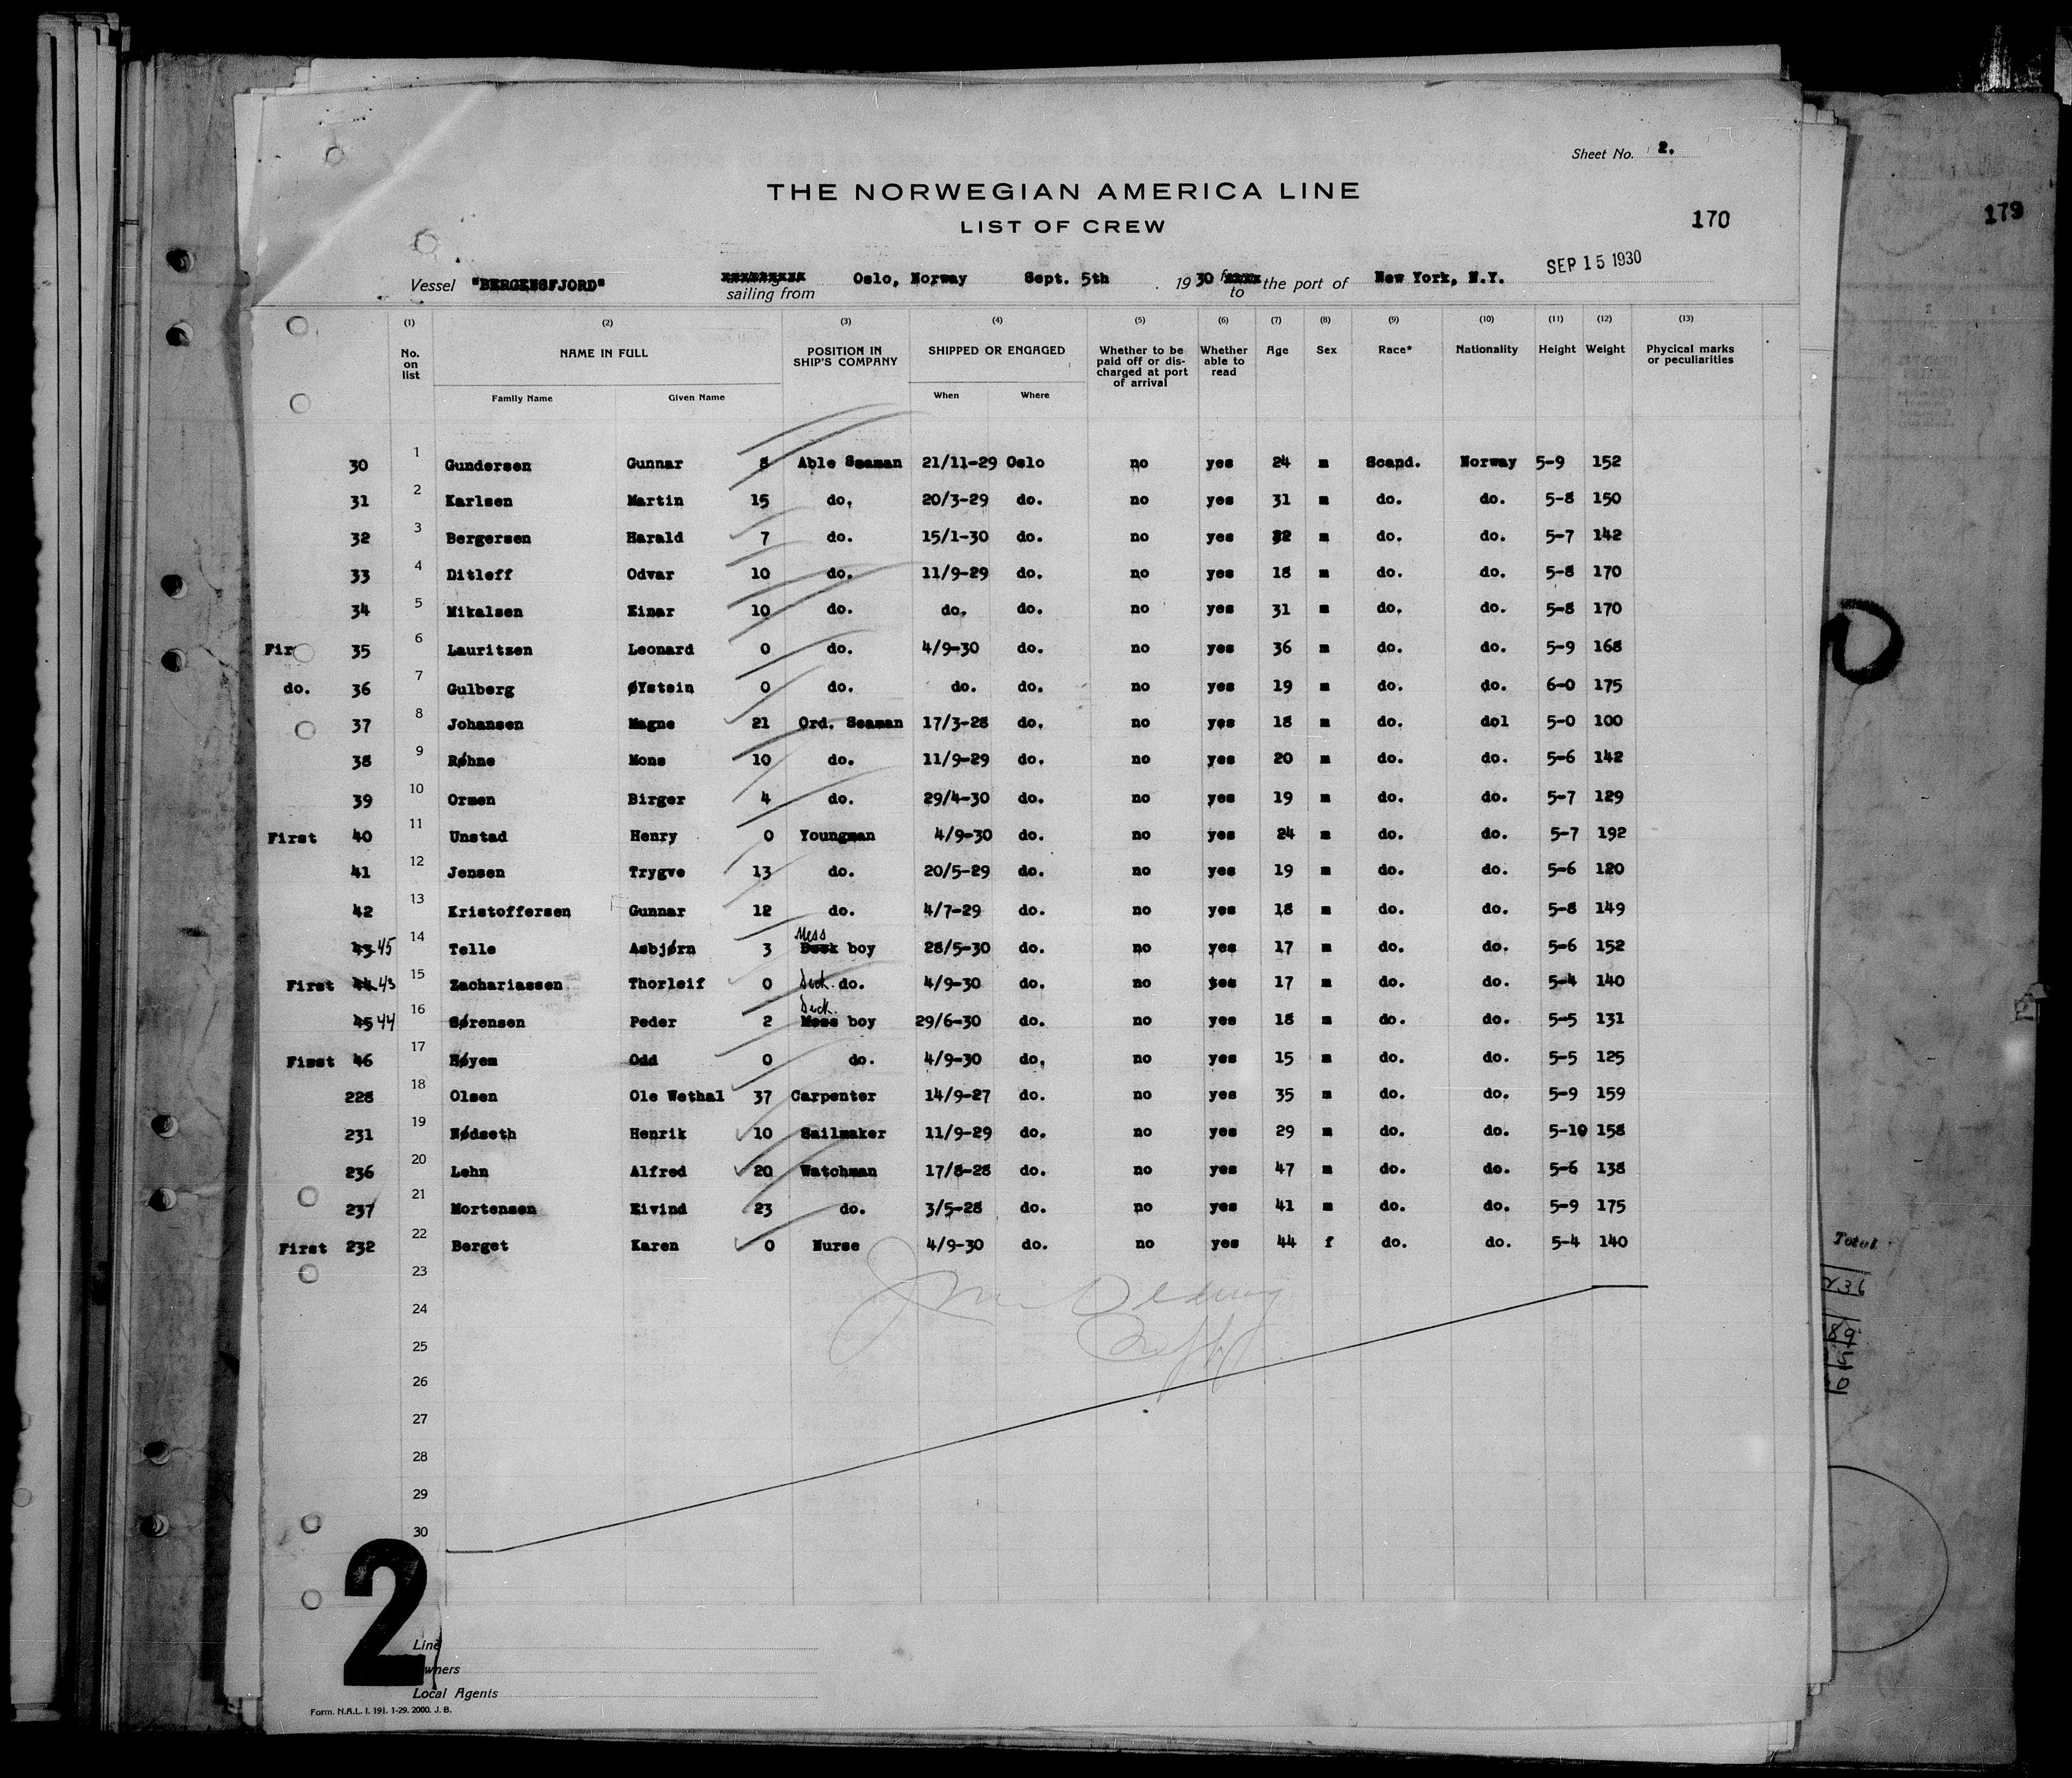 Sheet No. 2.
THE NORWEGIAN AMERICA LINE
LIST OF CREW
170
179
SEP 15 1930
Vessel "BERGENSFJORD" sailing from Oslo, Norway Sept. 5th 1930 to the port of New York, N.Y.
(1) (2) (3) (4) (5) (6) (7) (8) (9) (10) (11) (12) (13)
No. on list NAME IN FULL POSITION IN SHIP'S COMPANY SHIPPED OR ENGAGED Whether to be paid off or discharged at port of arrival Whether able to read Age Sex Race* Nationality Height Weight Phycical marks or peculiarities
Family Name Given Name When Where
30 1 Gundersen Gunnar 8 Able Seaman 21/11-29 Oslo no yes 24 m Scand. Norway 5-9 152
31 2 Karlsen Martin 15 do. 20/3-29 do. no yes 31 m do. do. 5-8 150
32 3 Bergersen Harald 7 do. 15/1-30 do. no yes 22 m do. do. 5-7 142
33 4 Ditleff Odvar 10 do. 11/9-29 do. no yes 18 m do. do. 5-8 170
34 5 Mikalsen Einar 10 do. do. do. no yes 31 m do. do. 5-8 170
Fir 35 6 Lauritzen Leonard 0 do. 4/9-30 do. no yes 36 m do. do. 5-9 168
do. 36 7 Gulberg ØYstein 0 do. do. do. no yes 19 m do. do. 6-0 175
37 8 Johansen Magne 21 Ord. Seaman 17/3-28 do. no yes 18 m do. dol 5-0 100
38 9 Røhne Mons 10 do. 11/9-29 do. no yes 20 m do. do. 5-6 142
39 10 Ormen Birger 4 do. 29/4-30 do. no yes 19 m do. do. 5-7 129
First 40 11 Unstad Henry 0 Youngman 4/9-30 do. no yes 24 m do. do. 5-7 192
41 12 Jensen Trygve 13 do. 20/5-29 do. no yes 19 m do. do. 5-6 120
42 13 Kristoffersen Gunnar 12 do. 4/7-29 do. no yes 18 m do. do. 5-8 149
43 45 14 Telle Asbjørn 3 Deck Mess boy 28/5-30 do. no yes 17 m do. do. 5-6 152
First 44 43 15 Zachariassen Thorleif 0 Deck do. 4/9-30 do. no yes 17 m do. do. 5-4 140
45 44 16 Sørensen Peder 2 Mess Deck boy 29/6-30 do. no yes 18 m do. do. 5-5 131
First 46 17 Høyem Odd 0 do. 4/9-30 do. no yes 15 m do. do. 5-5 125
228 18 Olsen Ole Wethal 37 Carpenter 14/9-27 do. no yes 35 m do. do. 5-9 159
231 19 Nødseth Henrik 10 Sailmaker 11/9-29 do. no yes 29 m do. do. 5-10 158
236 20 Lehn Alfred 20 Watchman 17/8-28 do. no yes 47 m do. do. 5-6 138
237 21 Mortensen Eivind 23 do. 3/5-28 do. no yes 41 m do. do. 5-9 175
First 232 22 Berget Karen 0 Nurse 4/9-30 do. no yes 44 f do. do. 5-4 140
23
24
25
26
27
28
29
30
Total
236
2
Line
Owners
Local Agents
Form. N.A.L. I. 191. 1-29. 2000. J. B.